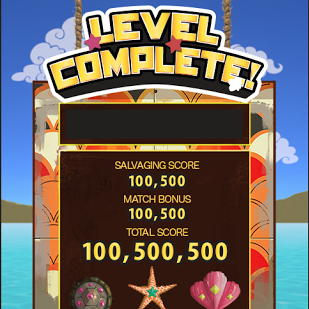 LEVEL
COMPLETE!
SALVAGING SCORE
100,500
MATCH BONUS
100,500
TOTAL SCORE
100,500,500